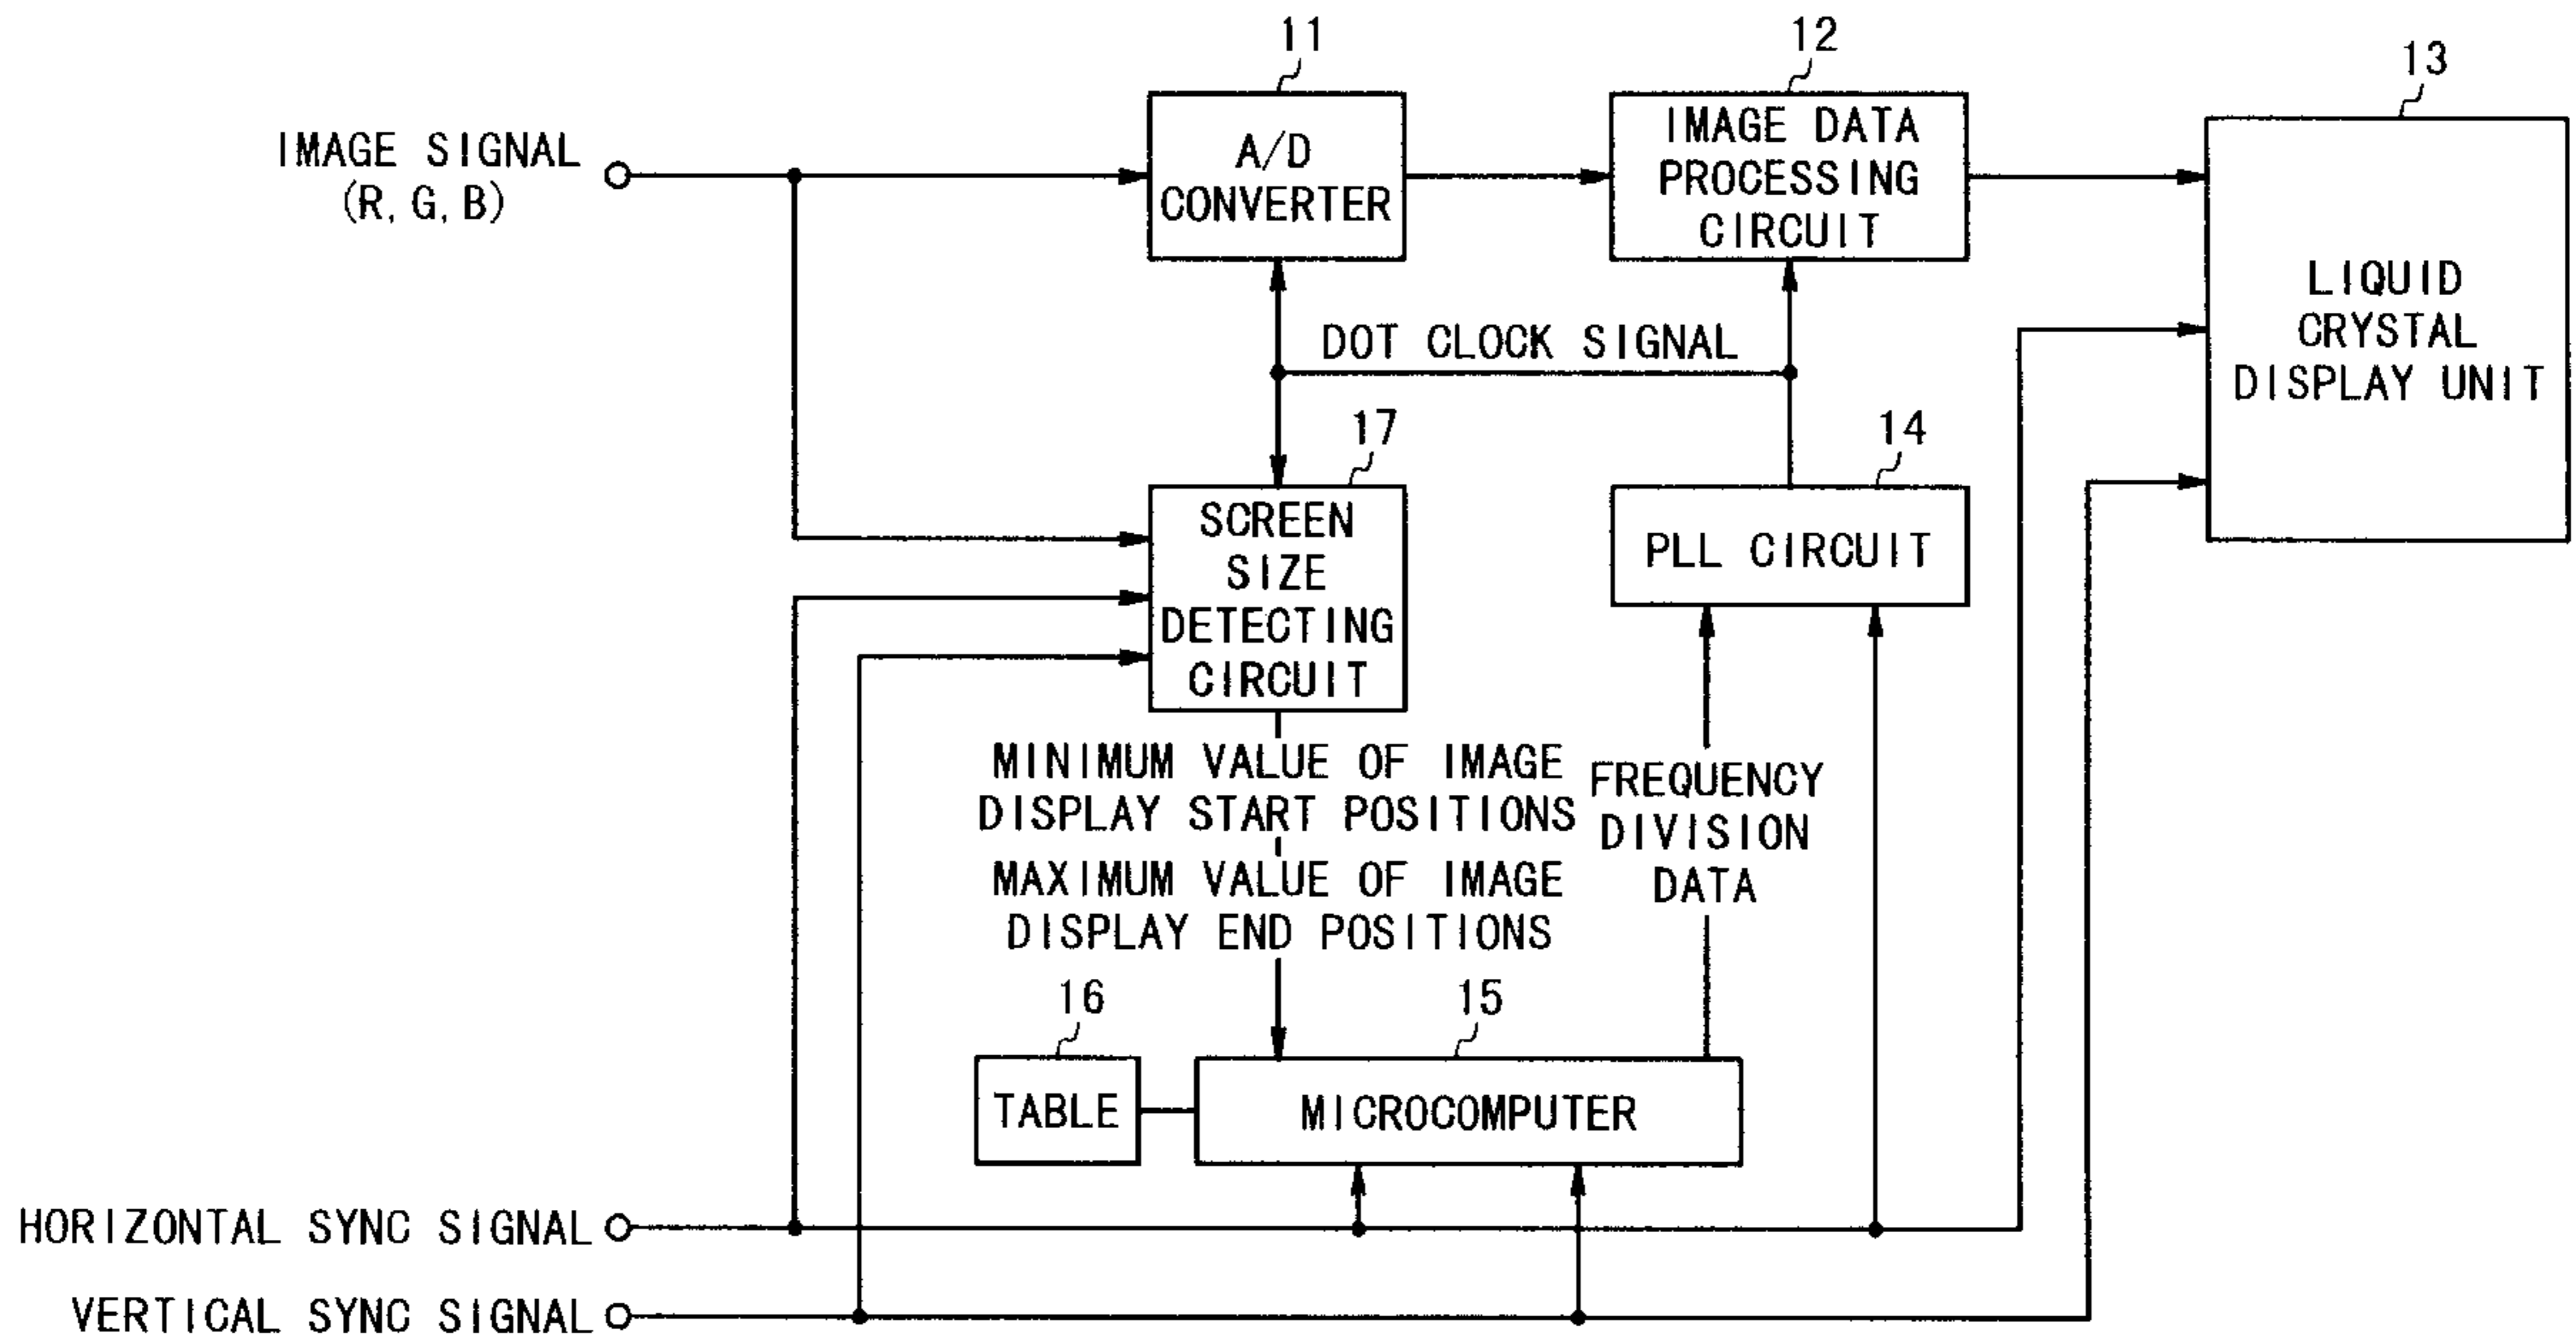 11
12
13
IMAGE SIGNAL
(R, G, B)
A/D
CONVERTER
IMAGE DATA
PROCESSING
CIRCUIT
LIQUID
CRYSTAL
DISPLAY UNIT
DOT CLOCK SIGNAL
17
14
SCREEN
SIZE
DETECTING
CIRCUIT
PLL CIRCUIT
MINIMUM VALUE OF IMAGE
DISPLAY START POSITIONS
MAXIMUM VALUE OF IMAGE
DISPLAY END POSITIONS
FREQUENCY
DIVISION
DATA
16
15
TABLE
MICROCOMPUTER
HORIZONTAL SYNC SIGNAL
VERTICAL SYNC SIGNAL